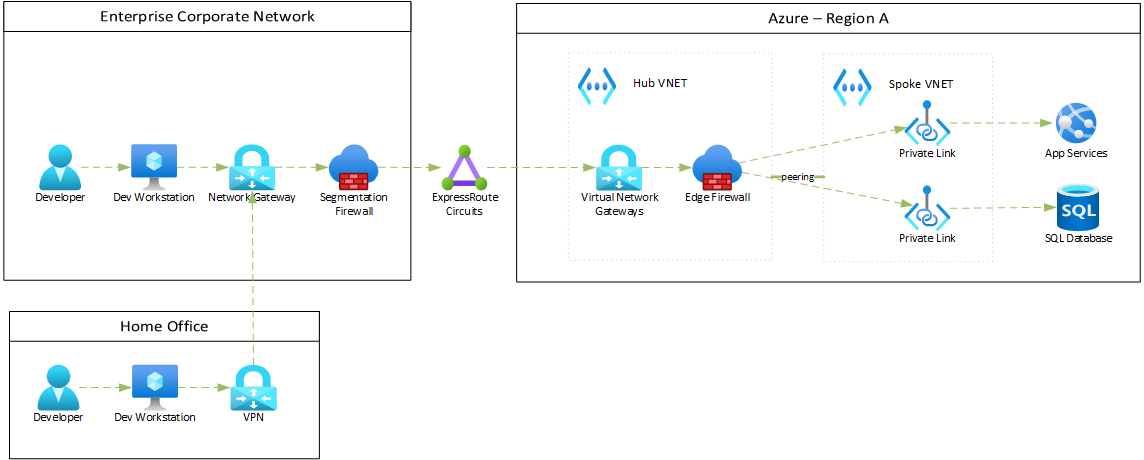 Enterprise Corporate Network
Azure – Region A
Hub VNET
Spoke VNET
Developer
Dev Workstation
Network Gateway
Segmentation
Firewall
ExpressRoute
Circuits
Virtual Network
Gateways
Edge Firewall
peering
Private Link
App Services
Private Link
SQL
SQL Database
Home Office
Developer
Dev Workstation
VPN